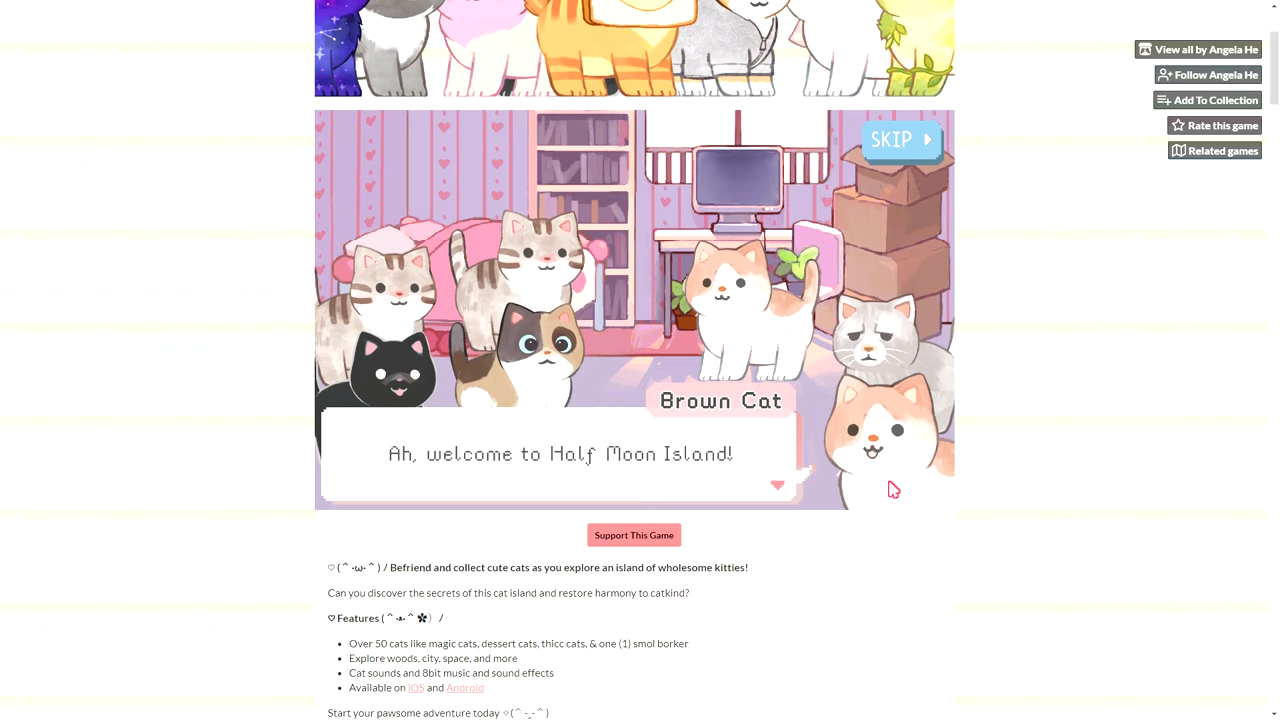 View all by Angela He
Follow Angela He
Add To Collection
Rate this game
Related games
SKIP
Brown Cat
Ah, welcome to Half Moon Island!
Support This Game
♡ ( ^ ·ω· ^ ) / Befriend and collect cute cats as you explore an island of wholesome kitties!
Can you discover the secrets of this cat island and restore harmony to catkind?
♡ Features ( ^ ·ᴥ· ^ ✿) /
• Over 50 cats like magic cats, dessert cats, thicc cats, & one (1) smol borker
• Explore woods, city, space, and more
• Cat sounds and 8bit music and sound effects
• Available on iOS and Android
Start your pawsome adventure today ✧( ^ -‸- ^ )